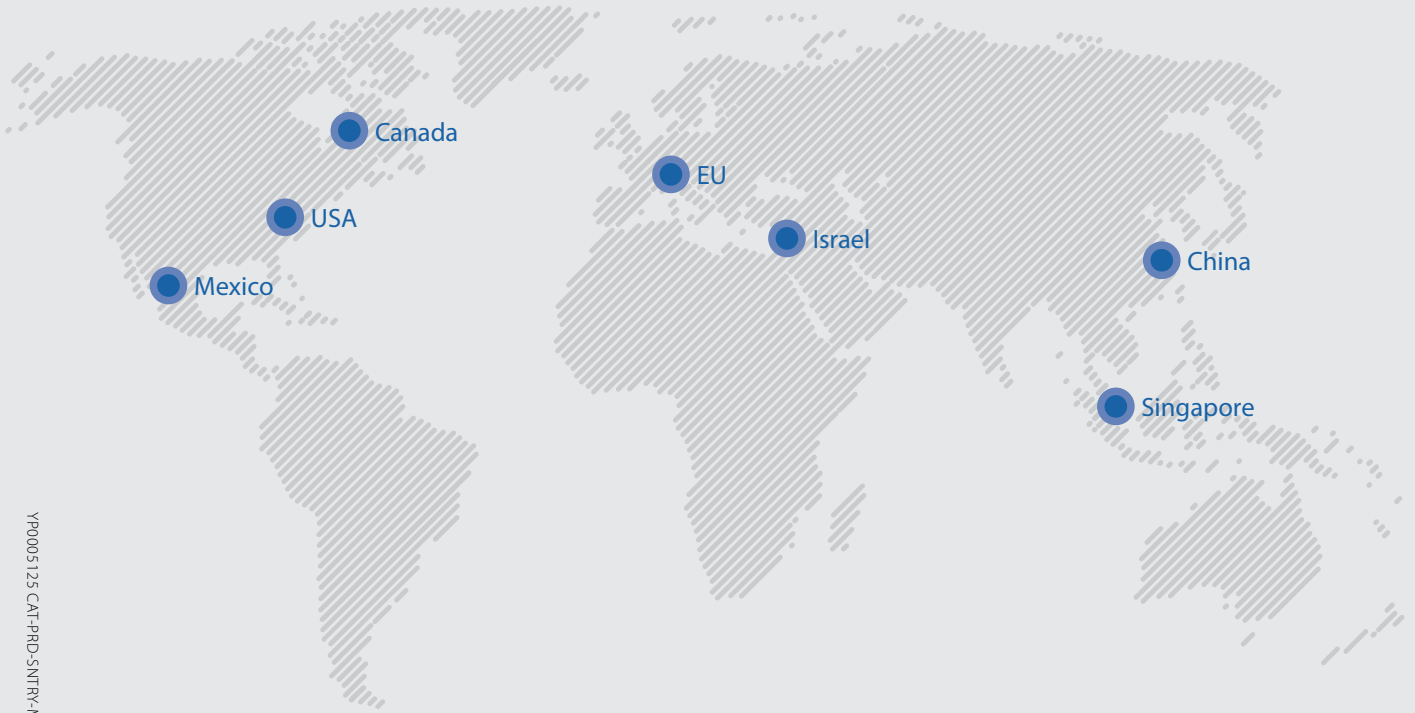 Canada
EU
USA
Israel
China
Mexico
Singapore
YP0005125 CAT-PRD-SNTRY-